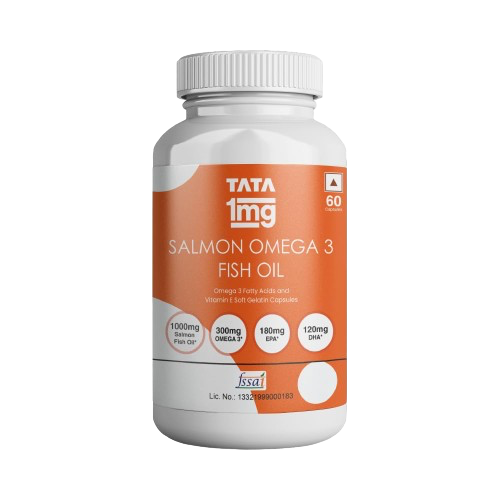 TATA
1mg
60
Capsules
SALMON OMEGA 3
FISH OIL
Omega 3 Fatty Acids and
Vitamin E Soft Gelatin Capsules
1000mg
Salmon
Fish Oil*
300mg
OMEGA 3*
180mg
EPA*
120mg
DHA*
fssai
Lic. No.: 13321999000183